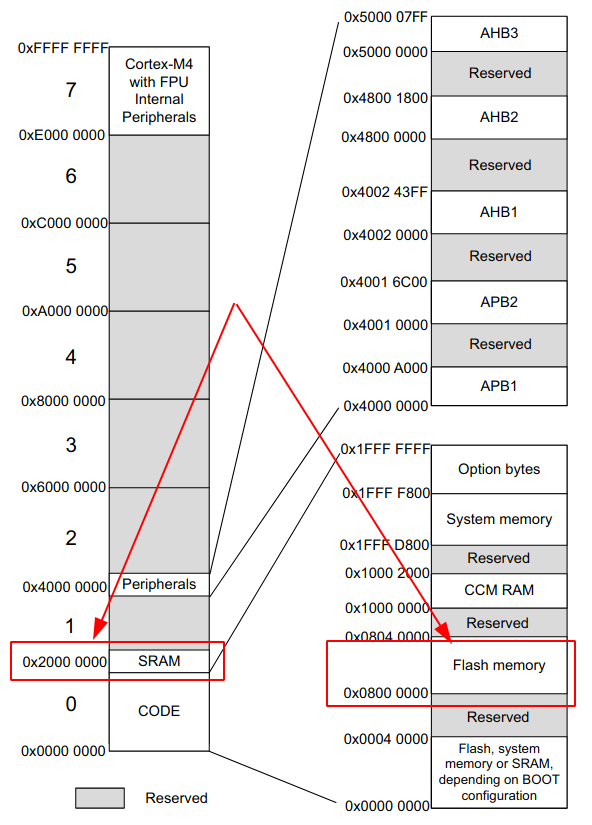 0xFFFF FFFF
Cortex-M4
with FPU
Internal
Peripherals
7
0xE000 0000
6
0xC000 0000
5
0xA000 0000
4
0x8000 0000
3
0x6000 0000
2
Peripherals
0x4000 0000
1
SRAM
0x2000 0000
0
CODE
0x0000 0000
Reserved
0x5000 07FF
AHB3
0x5000 0000
Reserved
0x4800 1800
AHB2
0x4800 0000
Reserved
0x4002 43FF
AHB1
0x4002 0000
Reserved
0x4001 6C00
APB2
0x4001 0000
Reserved
0x4000 A000
APB1
0x4000 0000
0x1FFF FFFF
Option bytes
0x1FFF F800
System memory
0x1FFF D800
Reserved
0x1000 2000
CCM RAM
0x1000 0000
Reserved
0x0804 0000
Flash memory
0x0800 0000
Reserved
0x0004 0000
Flash, system
memory or SRAM,
depending on BOOT
configuration
0x0000 0000